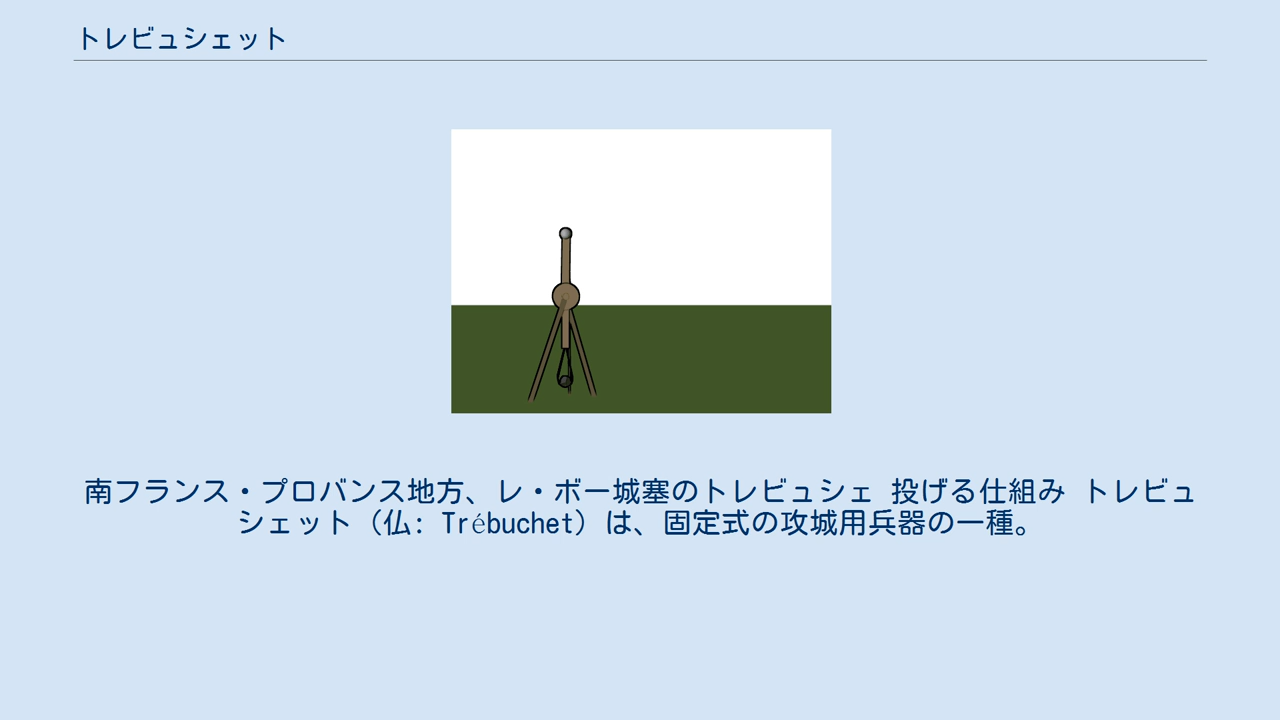 トレビュシェット
南フランス・プロバンス地方、レ・ボー城塞のトレビュシェ 投げる仕組み トレビュ
シェット（仏: Trébuchet）は、固定式の攻城用兵器の一種。